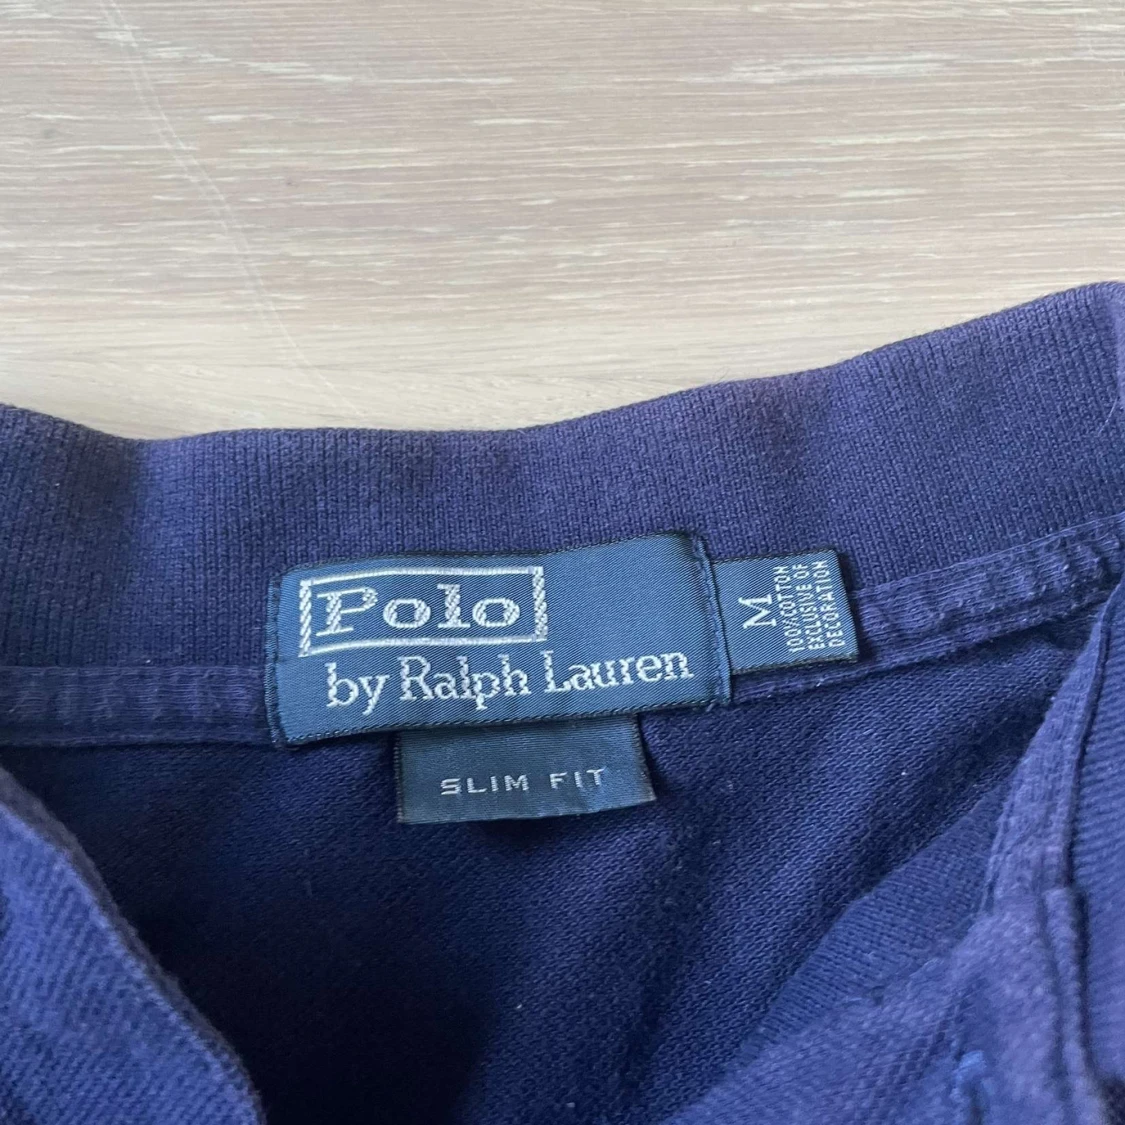 Polo
by Ralph Lauren
SLIM FIT
M
100% COTTON
EXCLUSIVE OF
DECORATION